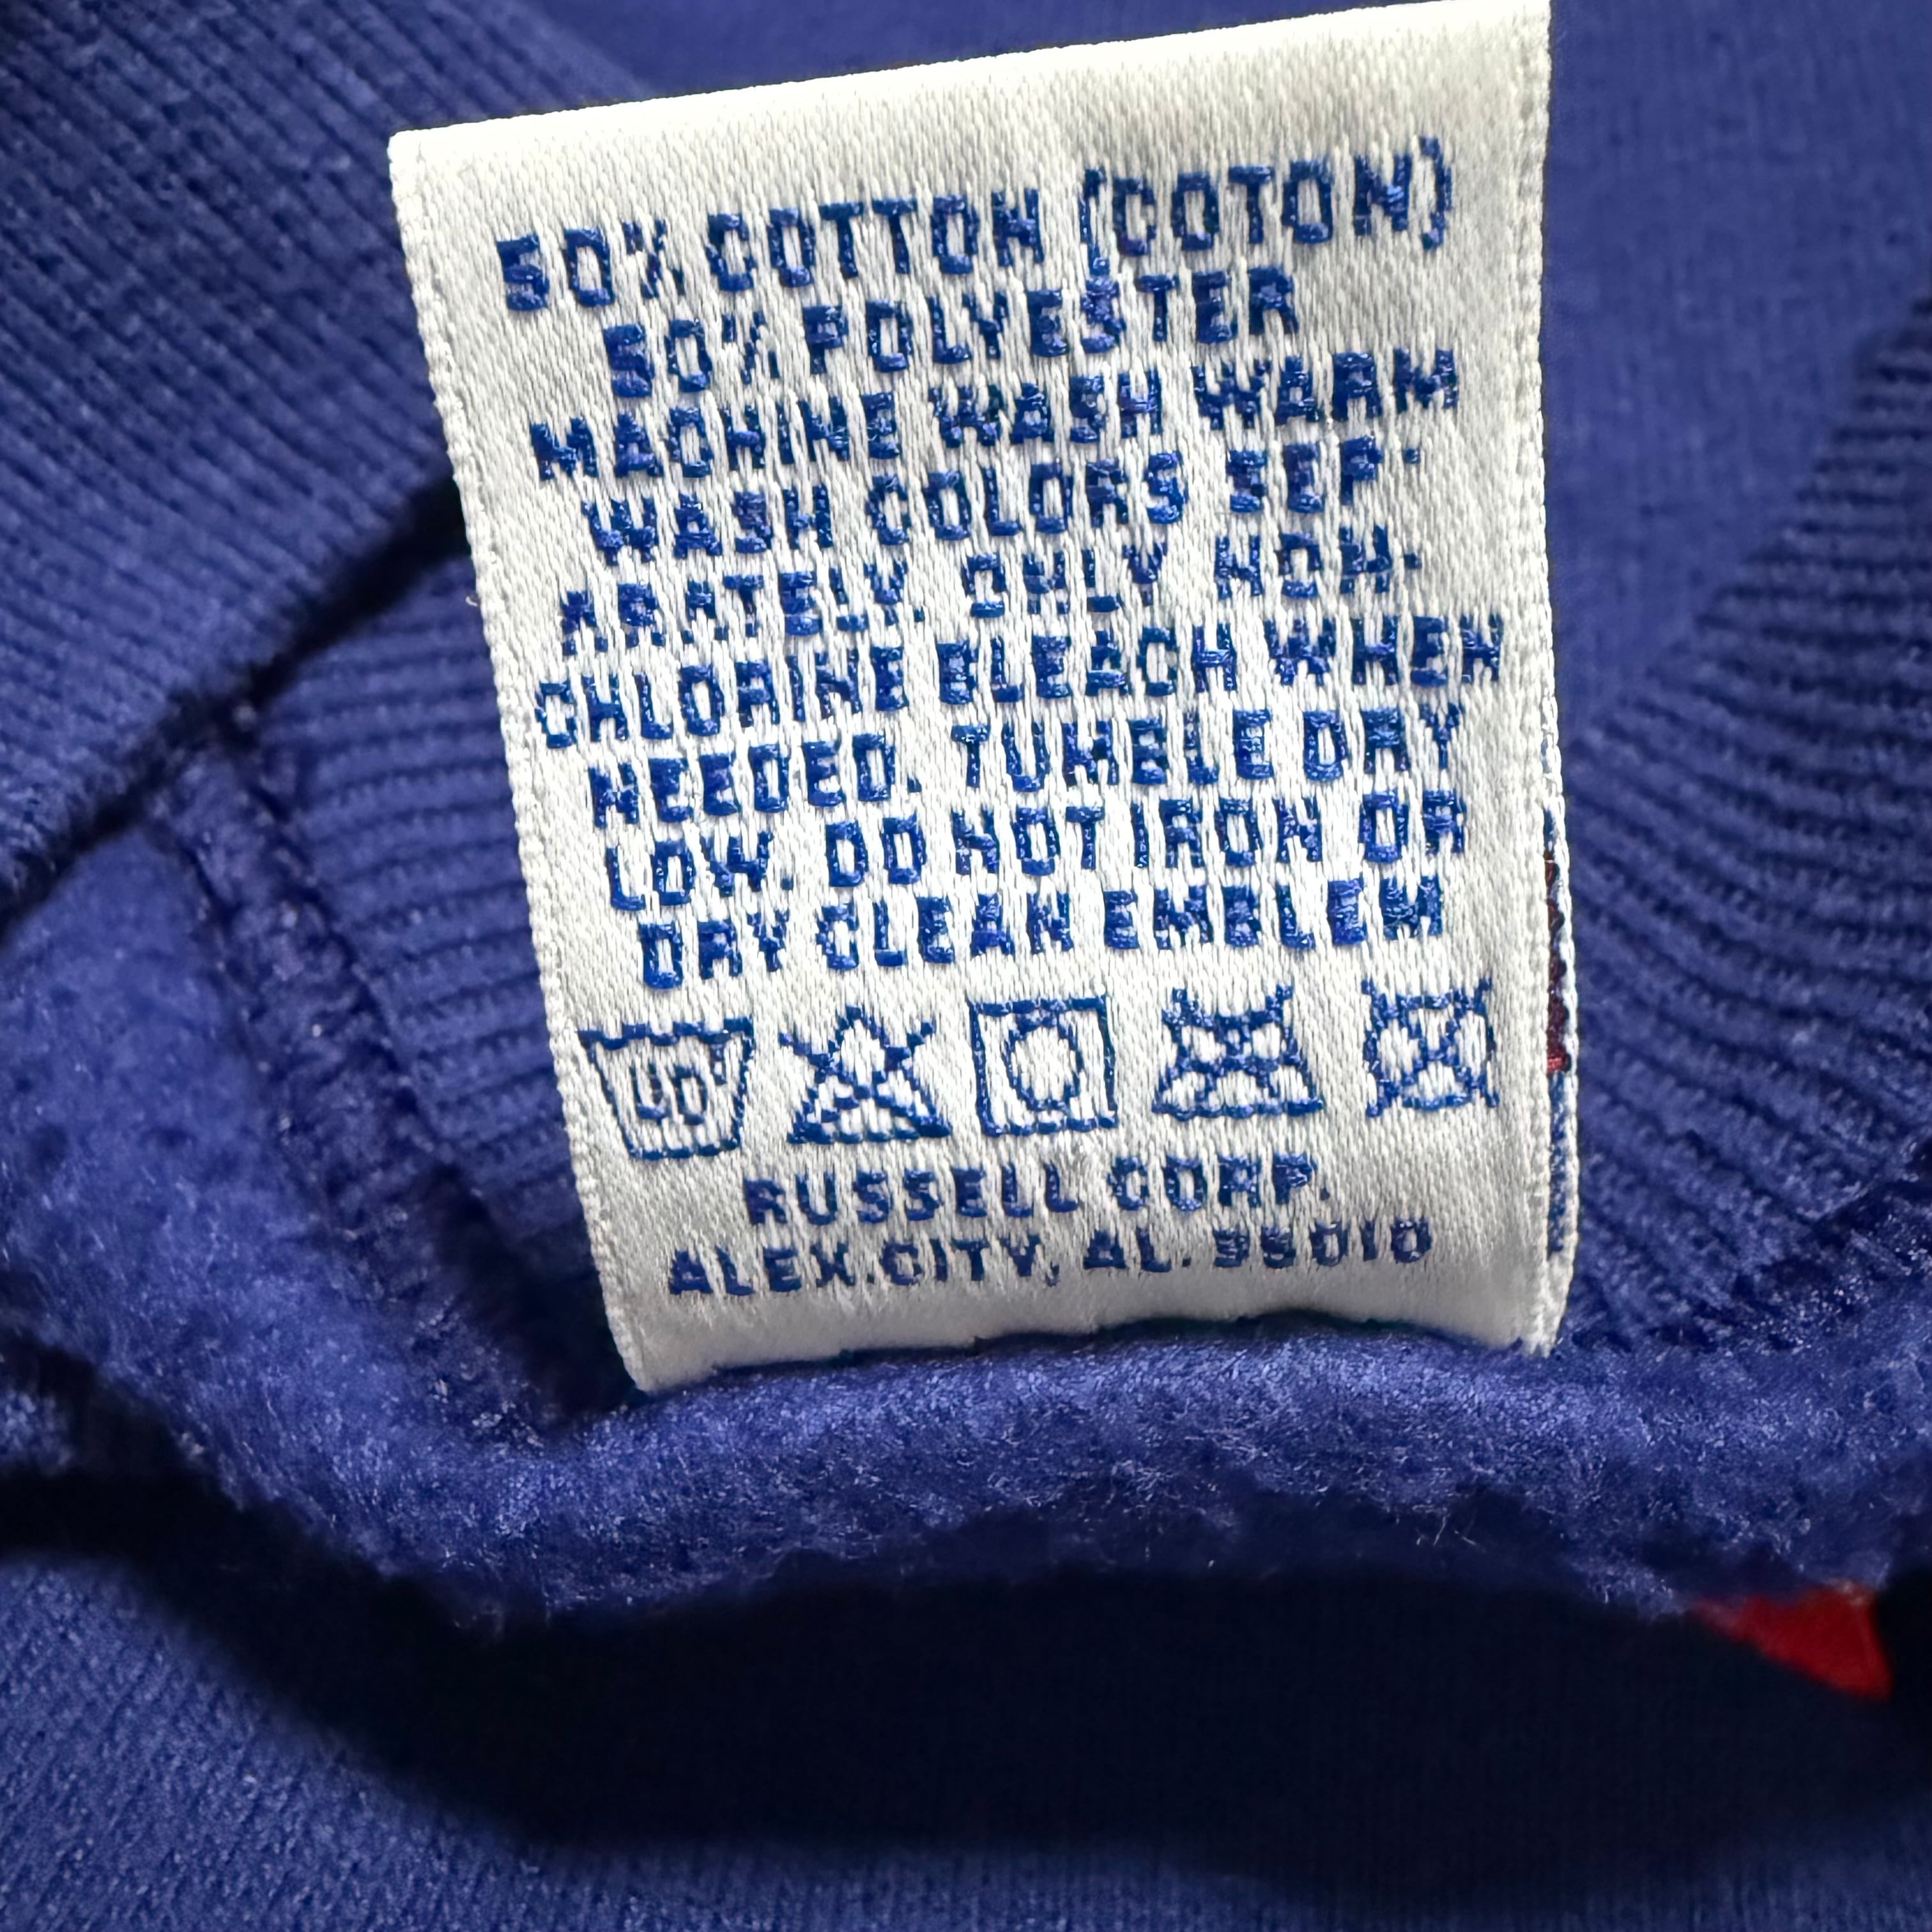 50% COTTON (COTON)
50% POLYESTER
MACHINE WASH WARM
WASH COLORS SEP-
ARATELY. ONLY NON-
CHLORINE BLEACH WHEN
NEEDED. TUMBLE DRY
LOW. DO NOT IRON OR
DRY CLEAN EMBLEM
40°
RUSSELL CORP.
ALEX.CITY, AL. 35010